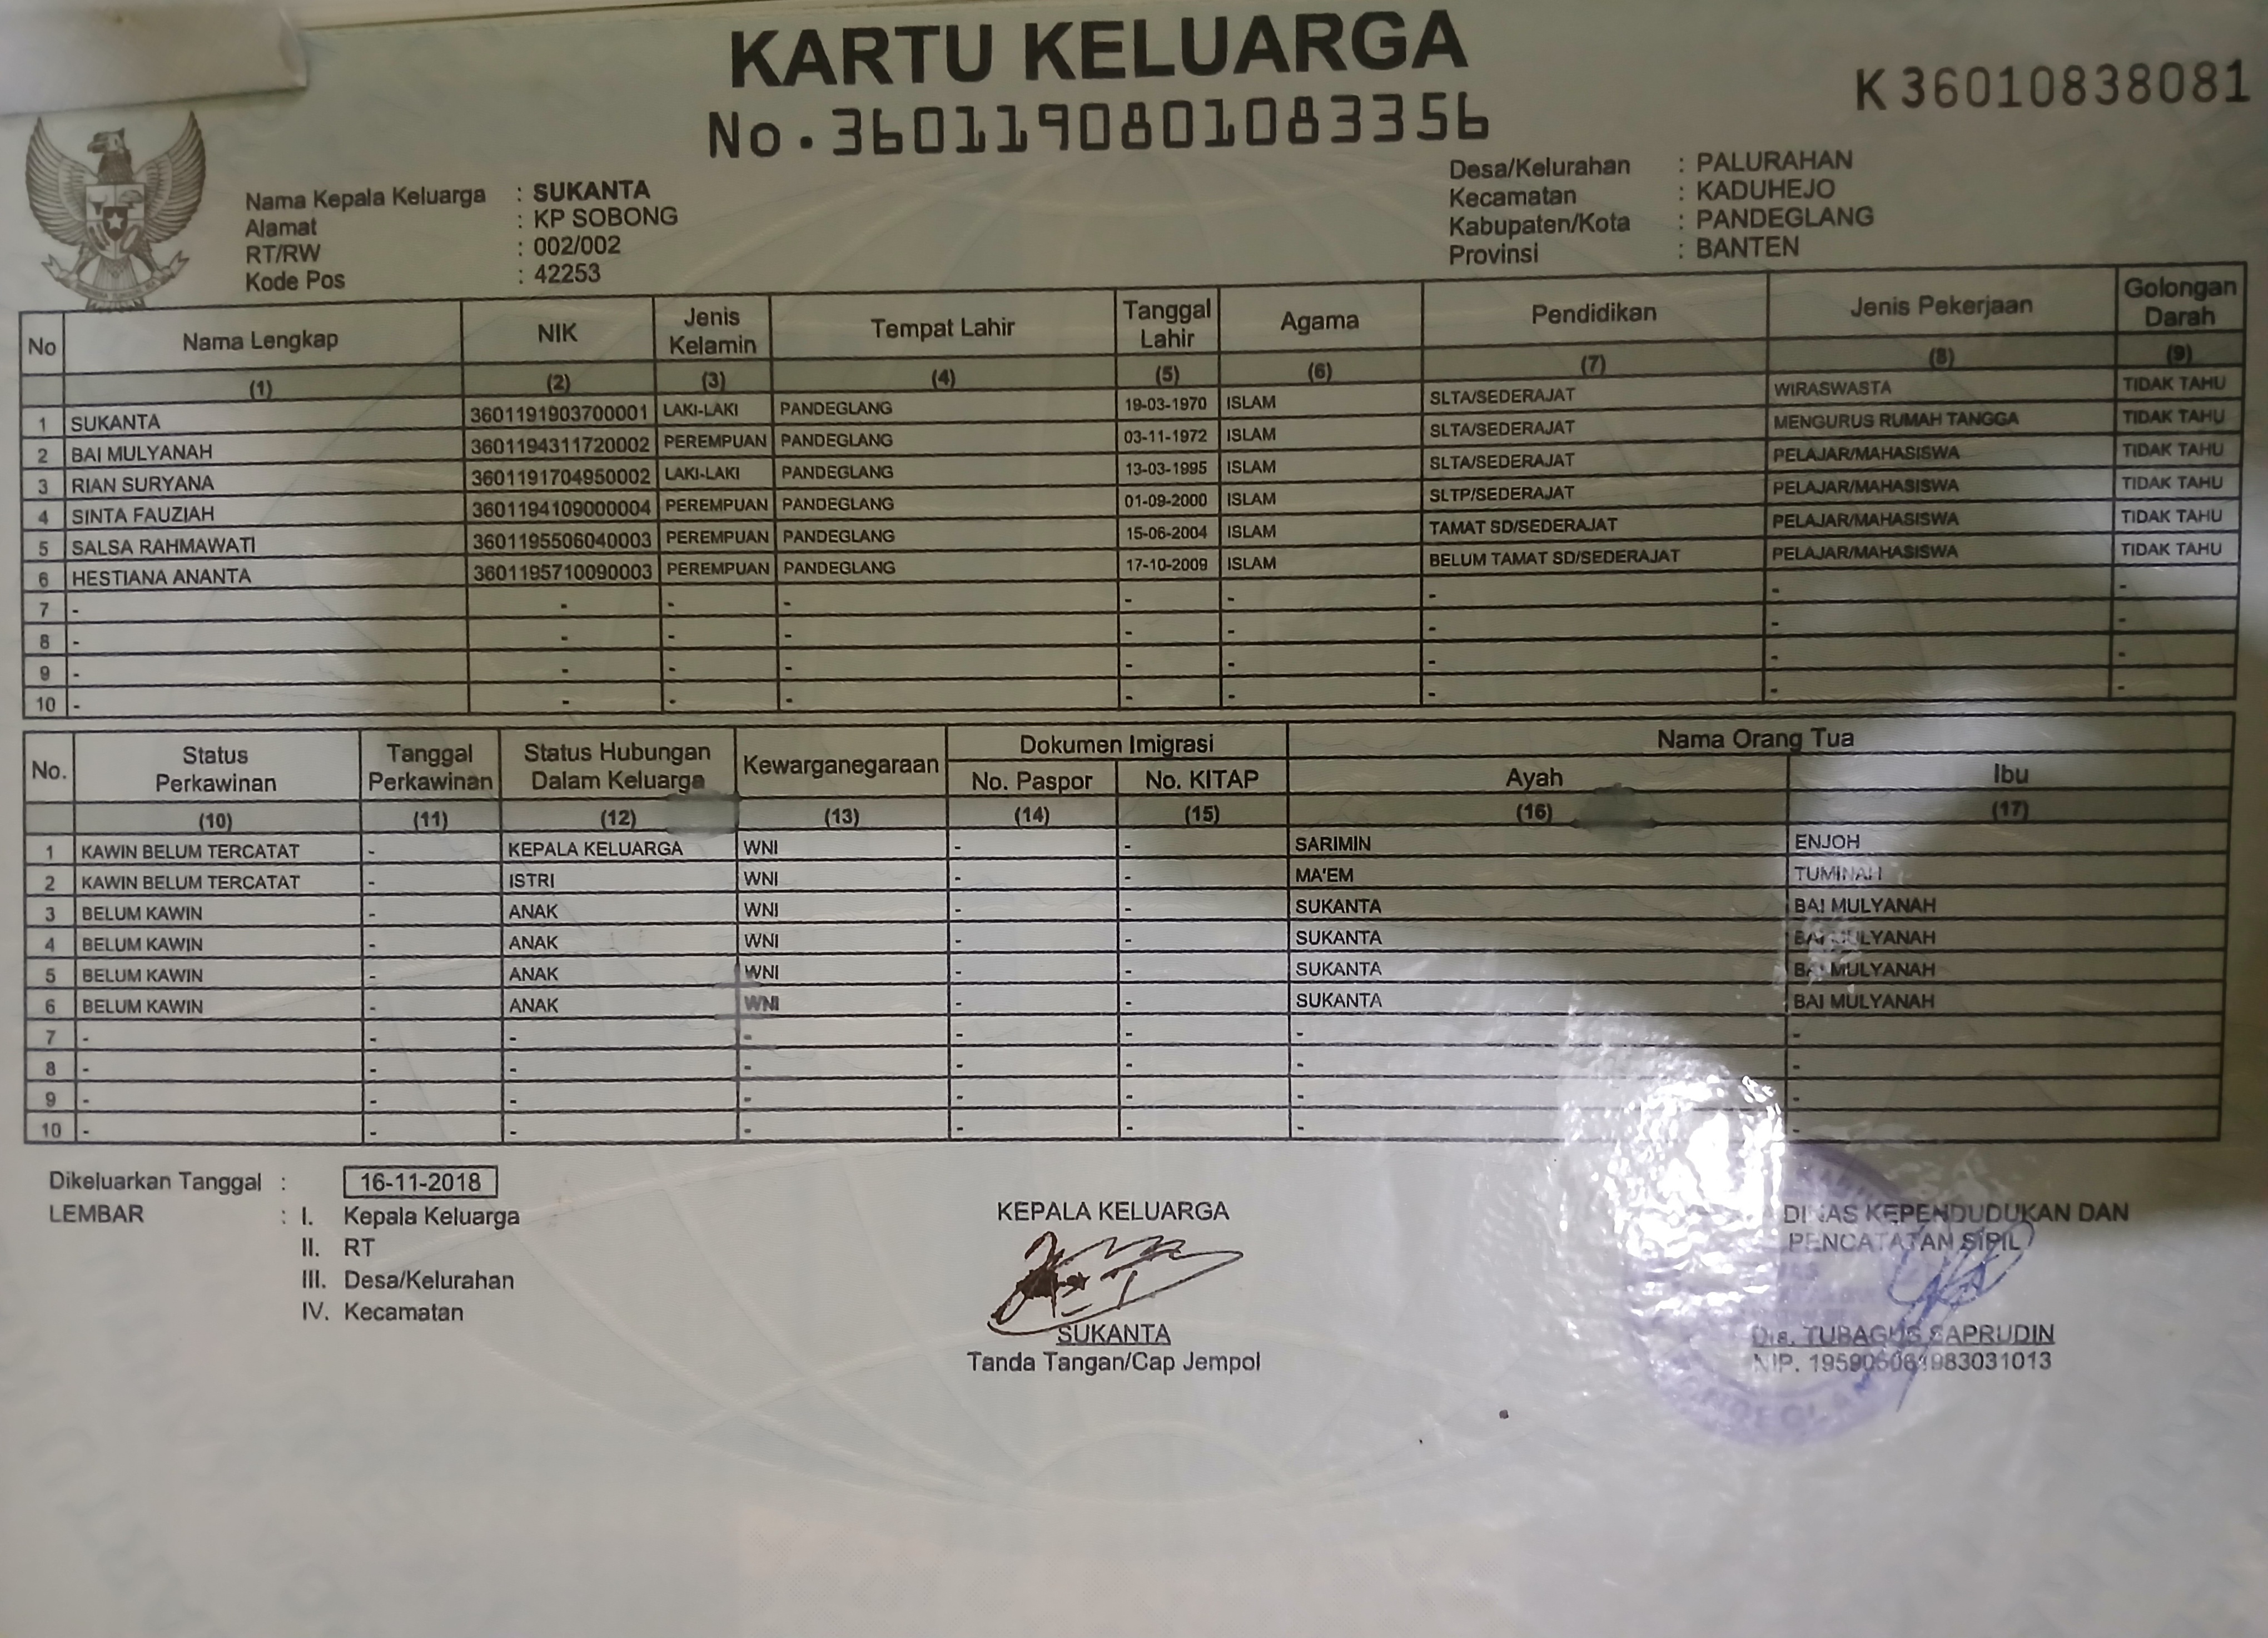 KARTU KELUARGA
No. 3601190801083356
K 36010838081
Nama Kepala Keluarga : SUKANTA
Alamat : KP SOBONG
RT/RW : 002/002
Kode Pos : 42253
Desa/Kelurahan : PALURAHAN
Kecamatan : KADUHEJO
Kabupaten/Kota : PANDEGLANG
Provinsi : BANTEN
No Nama Lengkap NIK Jenis Kelamin Tempat Lahir Tanggal Lahir Agama Pendidikan Jenis Pekerjaan Golongan Darah
(1) (2) (3) (4) (5) (6) (7) (8) (9)
1 SUKANTA 3601191903700001 LAKI-LAKI PANDEGLANG 19-03-1970 ISLAM SLTA/SEDERAJAT WIRASWASTA TIDAK TAHU
2 BAI MULYANAH 3601194311720002 PEREMPUAN PANDEGLANG 03-11-1972 ISLAM SLTA/SEDERAJAT MENGURUS RUMAH TANGGA TIDAK TAHU
3 RIAN SURYANA 3601191704950002 LAKI-LAKI PANDEGLANG 13-03-1995 ISLAM SLTA/SEDERAJAT PELAJAR/MAHASISWA TIDAK TAHU
4 SINTA FAUZIAH 3601194109000004 PEREMPUAN PANDEGLANG 01-09-2000 ISLAM SLTP/SEDERAJAT PELAJAR/MAHASISWA TIDAK TAHU
5 SALSA RAHMAWATI 3601195506040003 PEREMPUAN PANDEGLANG 15-06-2004 ISLAM TAMAT SD/SEDERAJAT PELAJAR/MAHASISWA TIDAK TAHU
6 HESTIANA ANANTA 3601195710090003 PEREMPUAN PANDEGLANG 17-10-2009 ISLAM BELUM TAMAT SD/SEDERAJAT PELAJAR/MAHASISWA TIDAK TAHU
7 - - - - - - - - -
8 - - - - - - - - -
9 - - - - - - - - -
10 - - - - - - - - -
No. Status Perkawinan Tanggal Perkawinan Status Hubungan Dalam Keluarga Kewarganegaraan Dokumen Imigrasi Nama Orang Tua
No. Paspor No. KITAP Ayah Ibu
(10) (11) (12) (13) (14) (15) (16) (17)
1 KAWIN BELUM TERCATAT - KEPALA KELUARGA WNI - - SARIMIN ENJOH
2 KAWIN BELUM TERCATAT - ISTRI WNI - - MA'EM TUMINAH
3 BELUM KAWIN - ANAK WNI - - SUKANTA BAI MULYANAH
4 BELUM KAWIN - ANAK WNI - - SUKANTA BAI MULYANAH
5 BELUM KAWIN - ANAK WNI - - SUKANTA BAI MULYANAH
6 BELUM KAWIN - ANAK WNI - - SUKANTA BAI MULYANAH
7 - - - - - - - -
8 - - - - - - - -
9 - - - - - - - -
10 - - - - - - - -
Dikeluarkan Tanggal : 16-11-2018
LEMBAR : I. Kepala Keluarga
II. RT
III. Desa/Kelurahan
IV. Kecamatan
KEPALA KELUARGA
SUKANTA
Tanda Tangan/Cap Jempol
DINAS KEPENDUDUKAN DAN
PENCATATAN SIPIL
Drs. TUBAGUS SAPRUDIN
NIP.